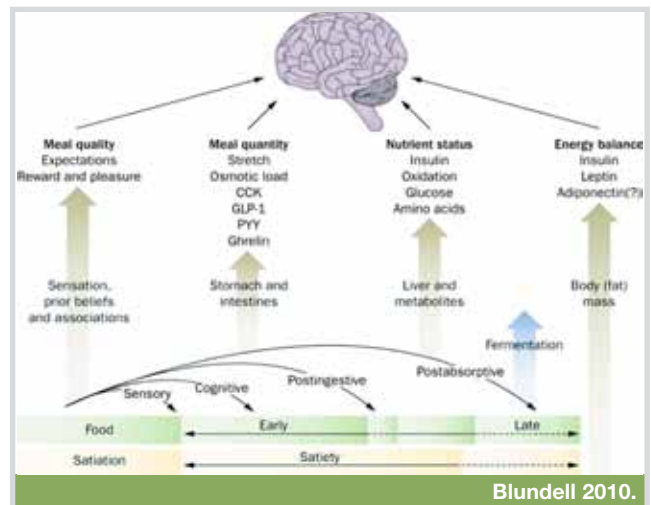 Meal quality
Expectations
Reward and pleasure
Meal quantity
Stretch
Osmotic load
CCK
GLP-1
PYY
Ghrelin
Nutrient status
Insulin
Oxidation
Glucose
Amino acids
Energy balance
Insulin
Leptin
Adiponectin(?)
Sensation,
prior beliefs
and associations
Stomach and
intestines
Liver and
metabolites
Body (fat)
mass
Fermentation
Sensory
Cognitive
Postingestive
Postabsorptive
Food
Early
Late
Satiation
Satiety
Blundell 2010.